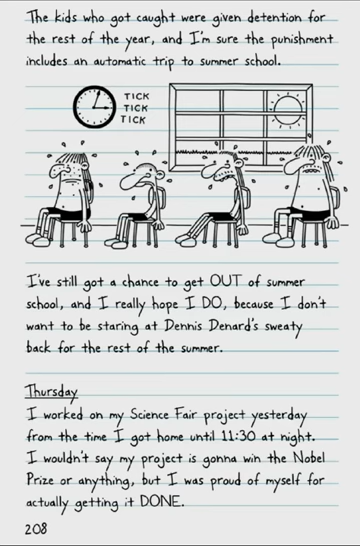 The kids who got caught were given detention for
the rest of the year, and I'm sure the punishment
includes an automatic trip to summer school.
TICK
TICK
TICK
I've still got a chance to get OUT of summer
school, and I really hope I DO, because I don't
want to be staring at Dennis Denard's sweaty
back for the rest of the summer.
Thursday
I worked on my Science Fair project yesterday
from the time I got home until 11:30 at night.
I wouldn't say my project is gonna win the Nobel
Prize or anything, but I was proud of myself for
actually getting it DONE.
208